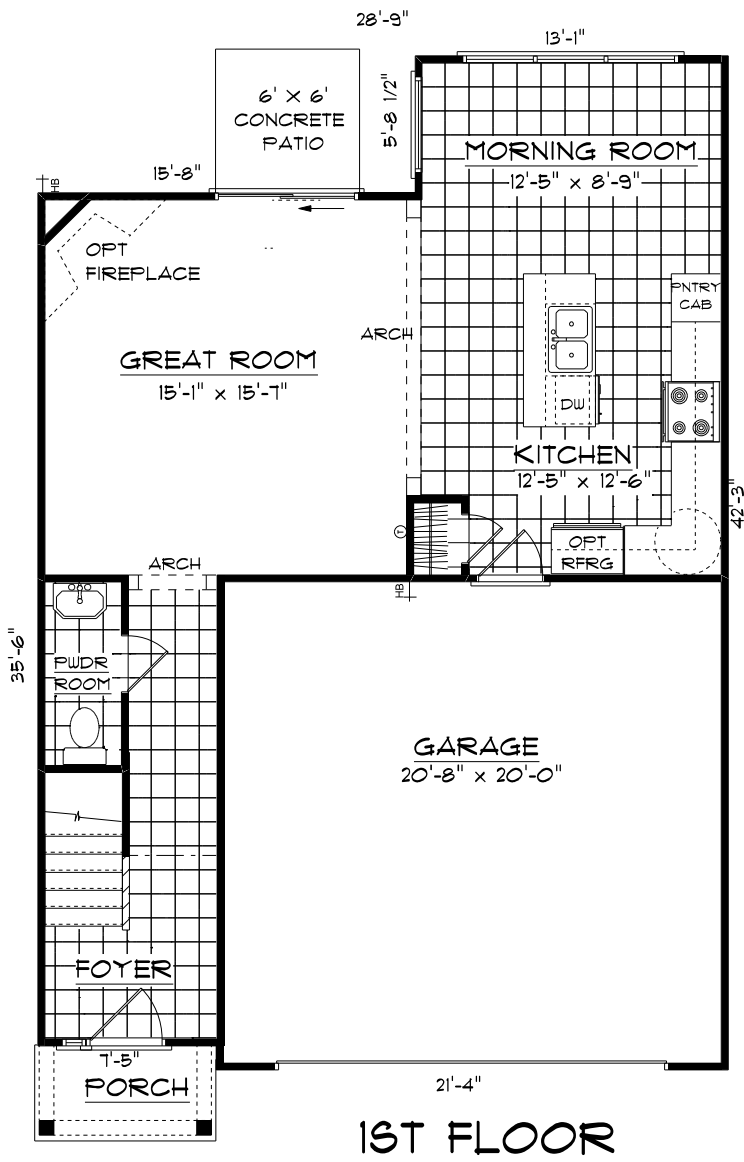 28'-9"
13'-1"
6' X 6'
CONCRETE
PATIO
5'-8 1/2"
MORNING ROOM
12'-5" x 8'-9"
15'-8"
HB
OPT
FIREPLACE
PNTRY
CAB
ARCH
GREAT ROOM
15'-1" x 15'-7"
DW
KITCHEN
12'-5" x 12'-6"
42'-3"
T
OPT
RFRG
ARCH
HB
35'-6"
PWDR
ROOM
GARAGE
20'-8" x 20'-0"
FOYER
7'-5"
PORCH
21'-4"
1ST FLOOR